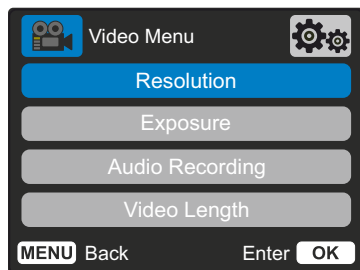 Video Menu
Resolution
Exposure
Audio Recording
Video Length
MENU Back Enter OK